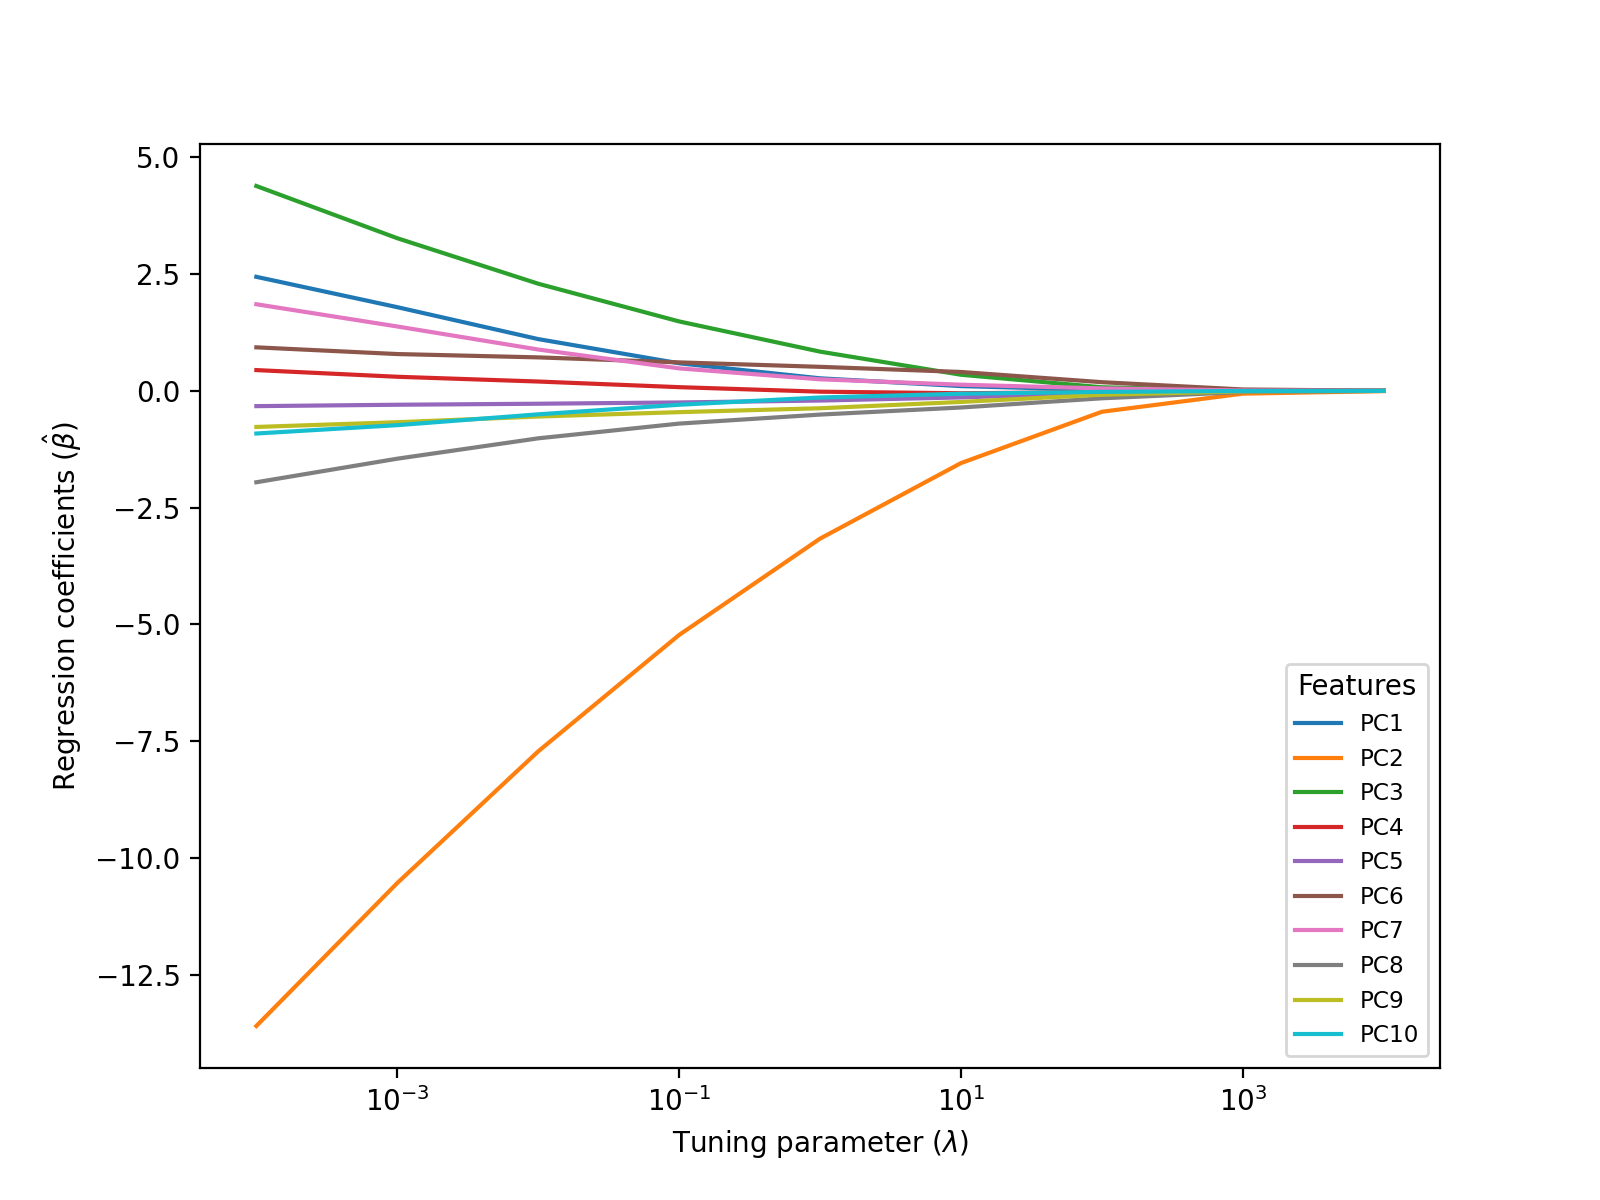 5.0
2.5
0.0
−2.5
−5.0
−7.5
−10.0
−12.5
Regression coefficients (β̂)
10⁻³ 10⁻¹ 10¹ 10³
Tuning parameter (λ)
Features
PC1
PC2
PC3
PC4
PC5
PC6
PC7
PC8
PC9
PC10